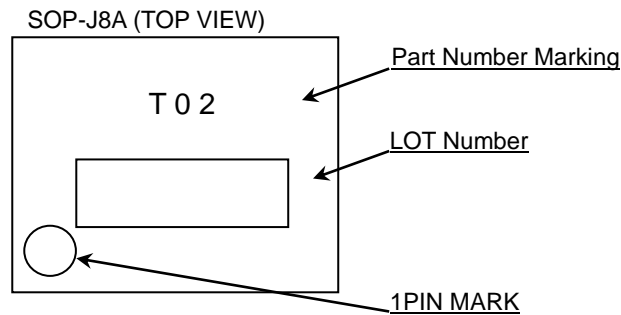 SOP-J8A (TOP VIEW)
Part Number Marking
T 0 2
LOT Number
1PIN MARK